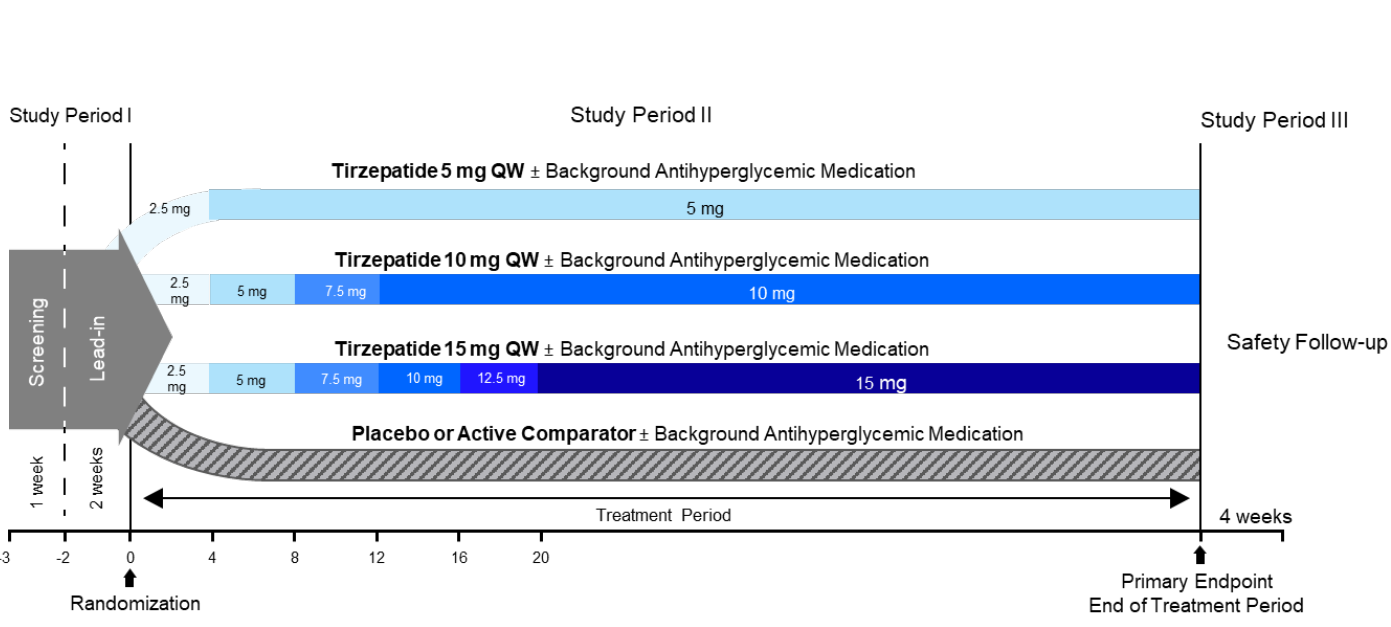 Study Period I
Study Period II
Study Period III
Tirzepatide 5 mg QW ± Background Antihyperglycemic Medication
2.5 mg
5 mg
Tirzepatide 10 mg QW ± Background Antihyperglycemic Medication
2.5
mg
5 mg
7.5 mg
10 mg
Screening
Lead-in
Tirzepatide 15 mg QW ± Background Antihyperglycemic Medication
2.5
mg
5 mg
7.5 mg
10 mg
12.5 mg
15 mg
Safety Follow-up
Placebo or Active Comparator ± Background Antihyperglycemic Medication
1 week
2 weeks
Treatment Period
4 weeks
-3 -2 0 4 8 12 16 20
Randomization
Primary Endpoint
End of Treatment Period